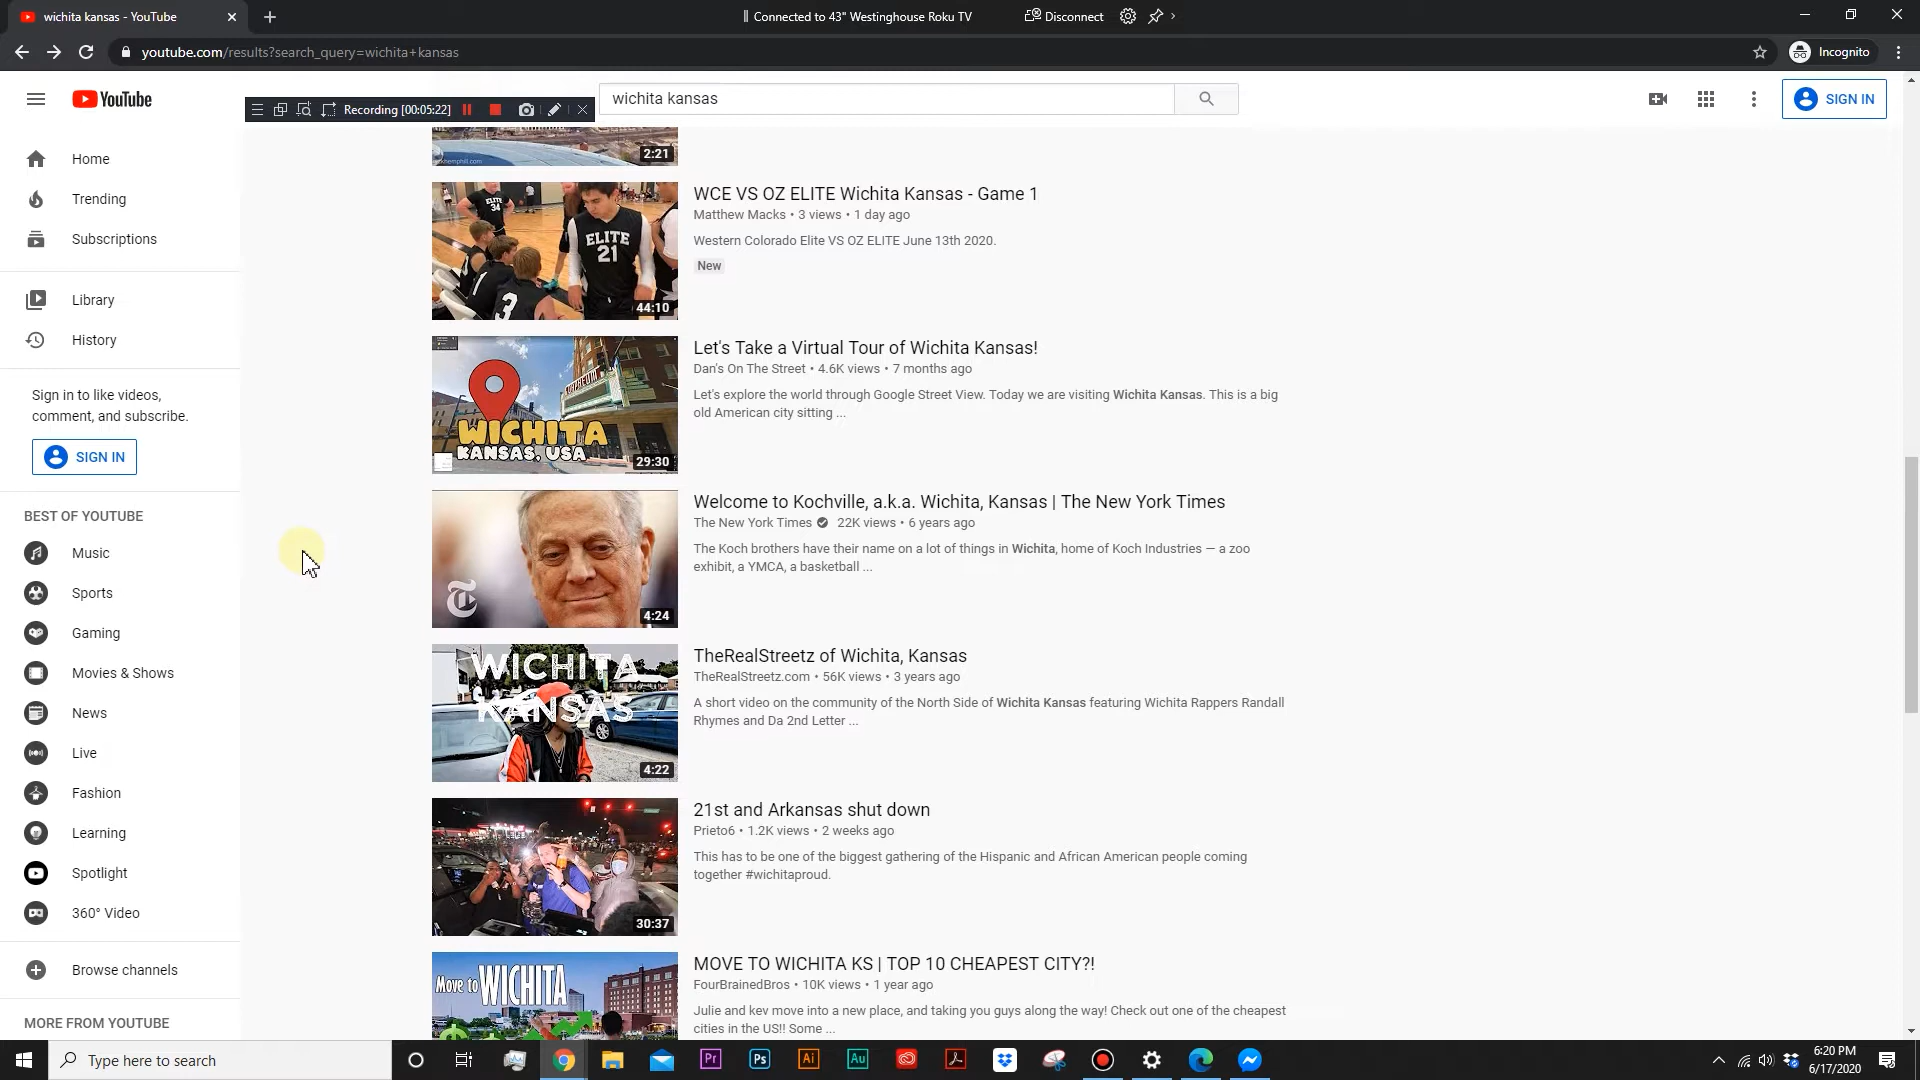 wichita kansas - YouTube
Connected to 43" Westinghouse Roku TV
Disconnect
youtube.com/results?search_query=wichita+kansas
Incognito
YouTube
Recording [00:05:22]
wichita kansas
SIGN IN
Home
Trending
Subscriptions
Library
History
Sign in to like videos,
comment, and subscribe.
SIGN IN
BEST OF YOUTUBE
Music
Sports
Gaming
Movies & Shows
News
Live
Fashion
Learning
Spotlight
360° Video
Browse channels
MORE FROM YOUTUBE
2:21
ELITE
34
ELITE
21
3
44:10
WCE VS OZ ELITE Wichita Kansas - Game 1
Matthew Macks • 3 views • 1 day ago
Western Colorado Elite VS OZ ELITE June 13th 2020.
New
WICHITA
KANSAS, USA
29:30
Let's Take a Virtual Tour of Wichita Kansas!
Dan's On The Street • 4.6K views • 7 months ago
Let's explore the world through Google Street View. Today we are visiting Wichita Kansas. This is a big
old American city sitting ...
4:24
Welcome to Kochville, a.k.a. Wichita, Kansas | The New York Times
The New York Times 22K views • 6 years ago
The Koch brothers have their name on a lot of things in Wichita, home of Koch Industries — a zoo
exhibit, a YMCA, a basketball ...
WICHITA
KANSAS
4:22
TheRealStreetz of Wichita, Kansas
TheRealStreetz.com • 56K views • 3 years ago
A short video on the community of the North Side of Wichita Kansas featuring Wichita Rappers Randall
Rhymes and Da 2nd Letter ...
30:37
21st and Arkansas shut down
Prieto6 • 1.2K views • 2 weeks ago
This has to be one of the biggest gathering of the Hispanic and African American people coming
together #wichitaproud.
Move to WICHITA
MOVE TO WICHITA KS | TOP 10 CHEAPEST CITY?!
FourBrainedBros • 10K views • 1 year ago
Julie and kev move into a new place, and taking you guys along the way! Check out one of the cheapest
cities in the US!! Some ...
Type here to search
Pr
Ps
Ai
Au
6:20 PM
6/17/2020